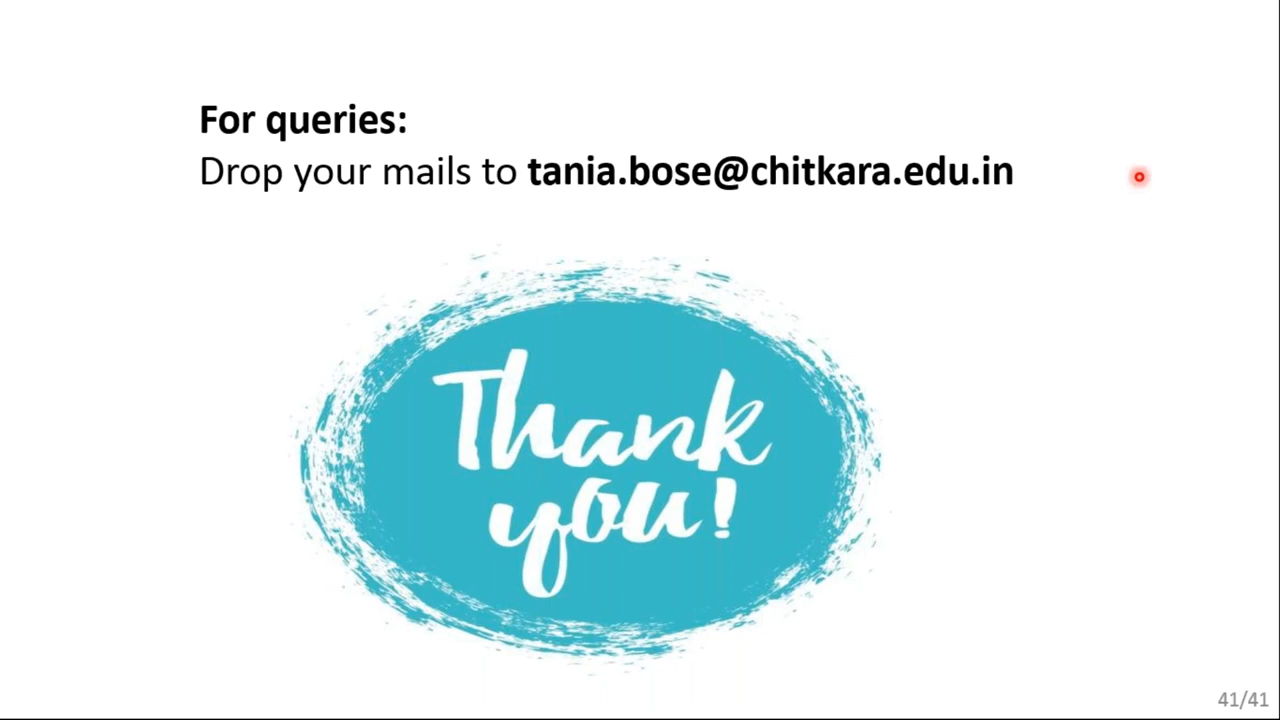 For queries:
Drop your mails to tania.bose@chitkara.edu.in
Thank
you!
41/41